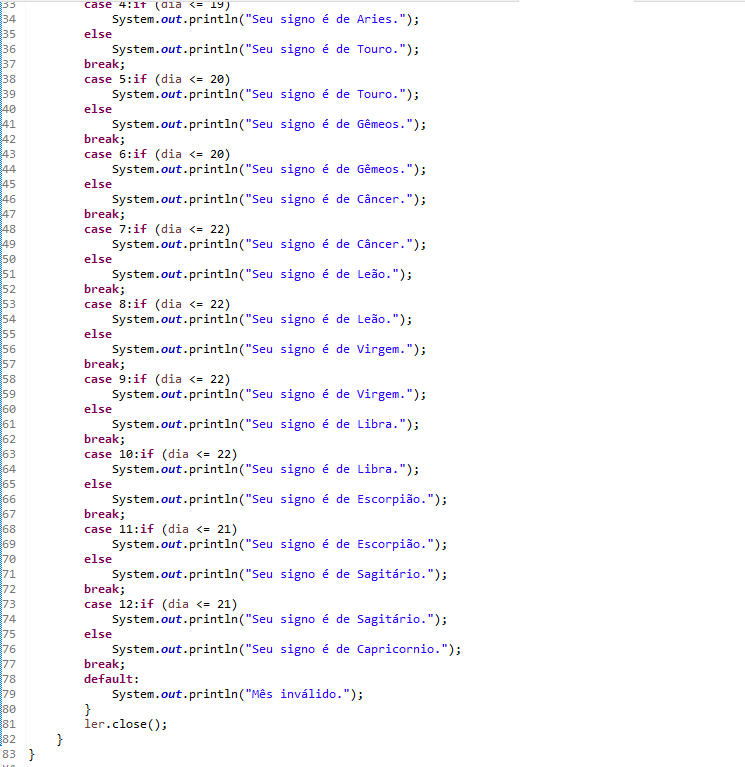 33 case 4:if (dia <= 19)
34 System.out.println("Seu signo é de Aries.");
35 else
36 System.out.println("Seu signo é de Touro.");
37 break;
38 case 5:if (dia <= 20)
39 System.out.println("Seu signo é de Touro.");
40 else
41 System.out.println("Seu signo é de Gêmeos.");
42 break;
43 case 6:if (dia <= 20)
44 System.out.println("Seu signo é de Gêmeos.");
45 else
46 System.out.println("Seu signo é de Câncer.");
47 break;
48 case 7:if (dia <= 22)
49 System.out.println("Seu signo é de Câncer.");
50 else
51 System.out.println("Seu signo é de Leão.");
52 break;
53 case 8:if (dia <= 22)
54 System.out.println("Seu signo é de Leão.");
55 else
56 System.out.println("Seu signo é de Virgem.");
57 break;
58 case 9:if (dia <= 22)
59 System.out.println("Seu signo é de Virgem.");
60 else
61 System.out.println("Seu signo é de Libra.");
62 break;
63 case 10:if (dia <= 22)
64 System.out.println("Seu signo é de Libra.");
65 else
66 System.out.println("Seu signo é de Escorpião.");
67 break;
68 case 11:if (dia <= 21)
69 System.out.println("Seu signo é de Escorpião.");
70 else
71 System.out.println("Seu signo é de Sagitário.");
72 break;
73 case 12:if (dia <= 21)
74 System.out.println("Seu signo é de Sagitário.");
75 else
76 System.out.println("Seu signo é de Capricornio.");
77 break;
78 default:
79 System.out.println("Mês inválido.");
80 }
81 ler.close();
82 }
83 }